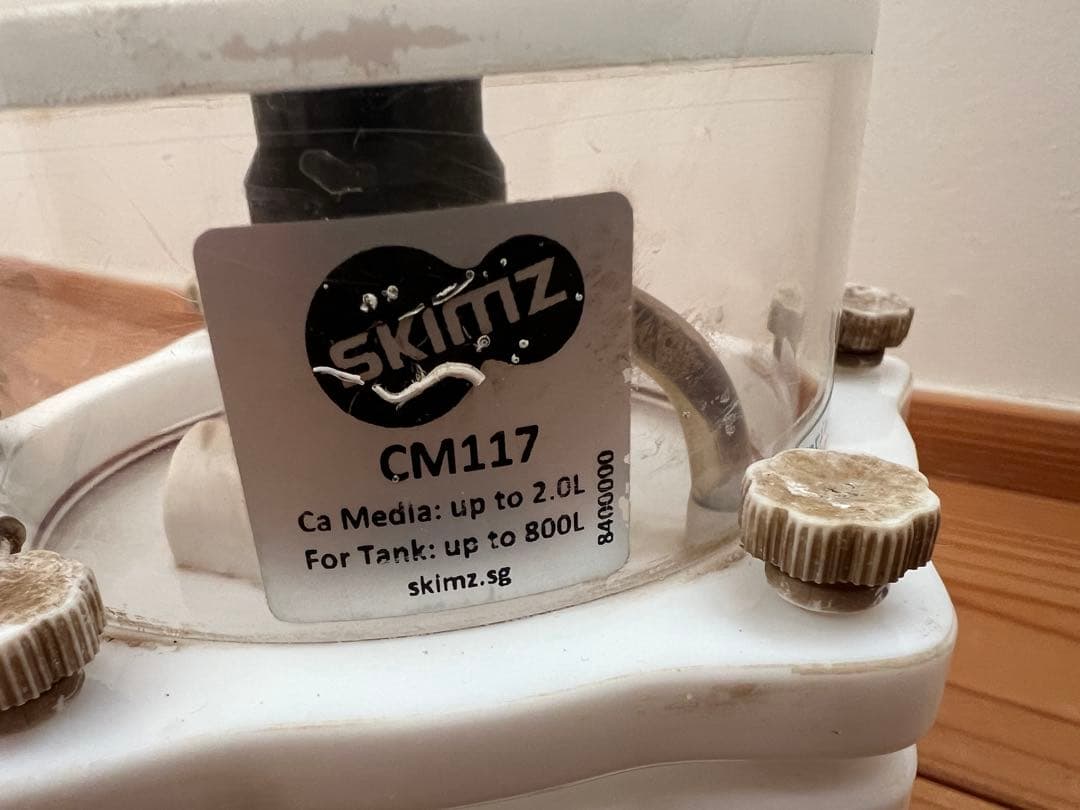 SKIMZ
CM117
Ca Media: up to 2.0L
For Tank: up to 800L
skimz.sg
8400000